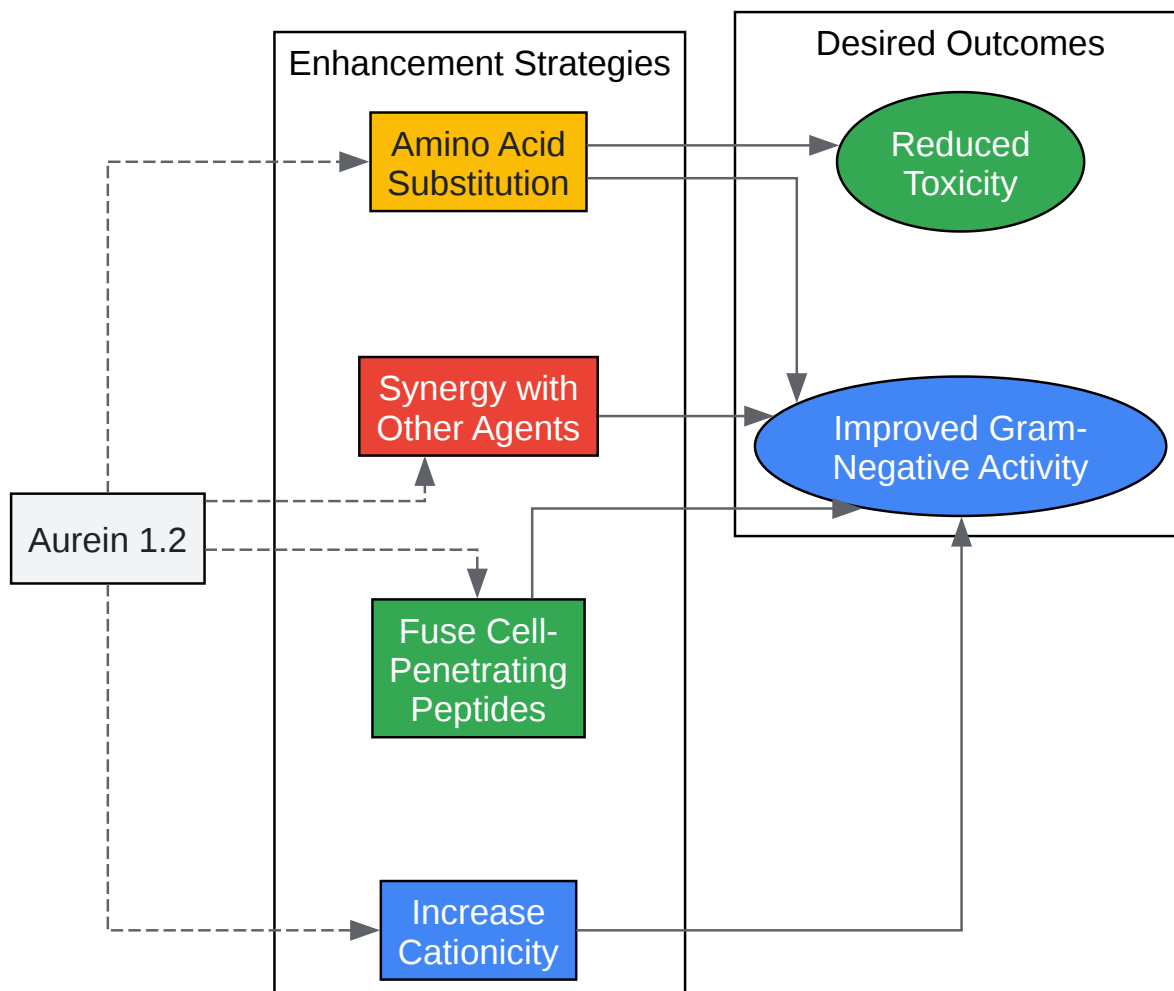 Enhancement Strategies
Desired Outcomes
Amino Acid
Substitution
Reduced
Toxicity
Synergy with
Other Agents
Improved Gram-
Negative Activity
Aurein 1.2
Fuse Cell-
Penetrating
Peptides
Increase
Cationicity